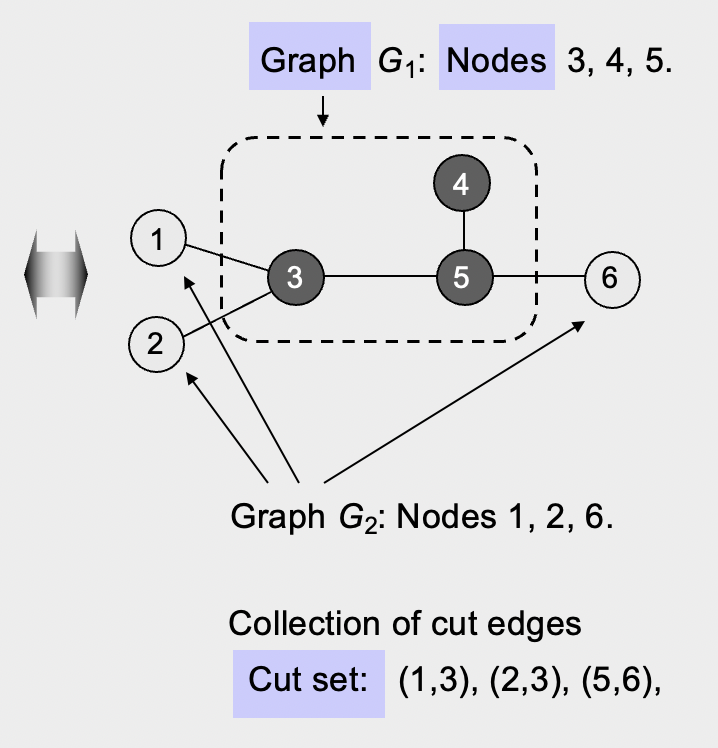 Graph G₁: Nodes 3, 4, 5.
4
1
3
5
6
2
Graph G₂: Nodes 1, 2, 6.
Collection of cut edges
Cut set: (1,3), (2,3), (5,6),